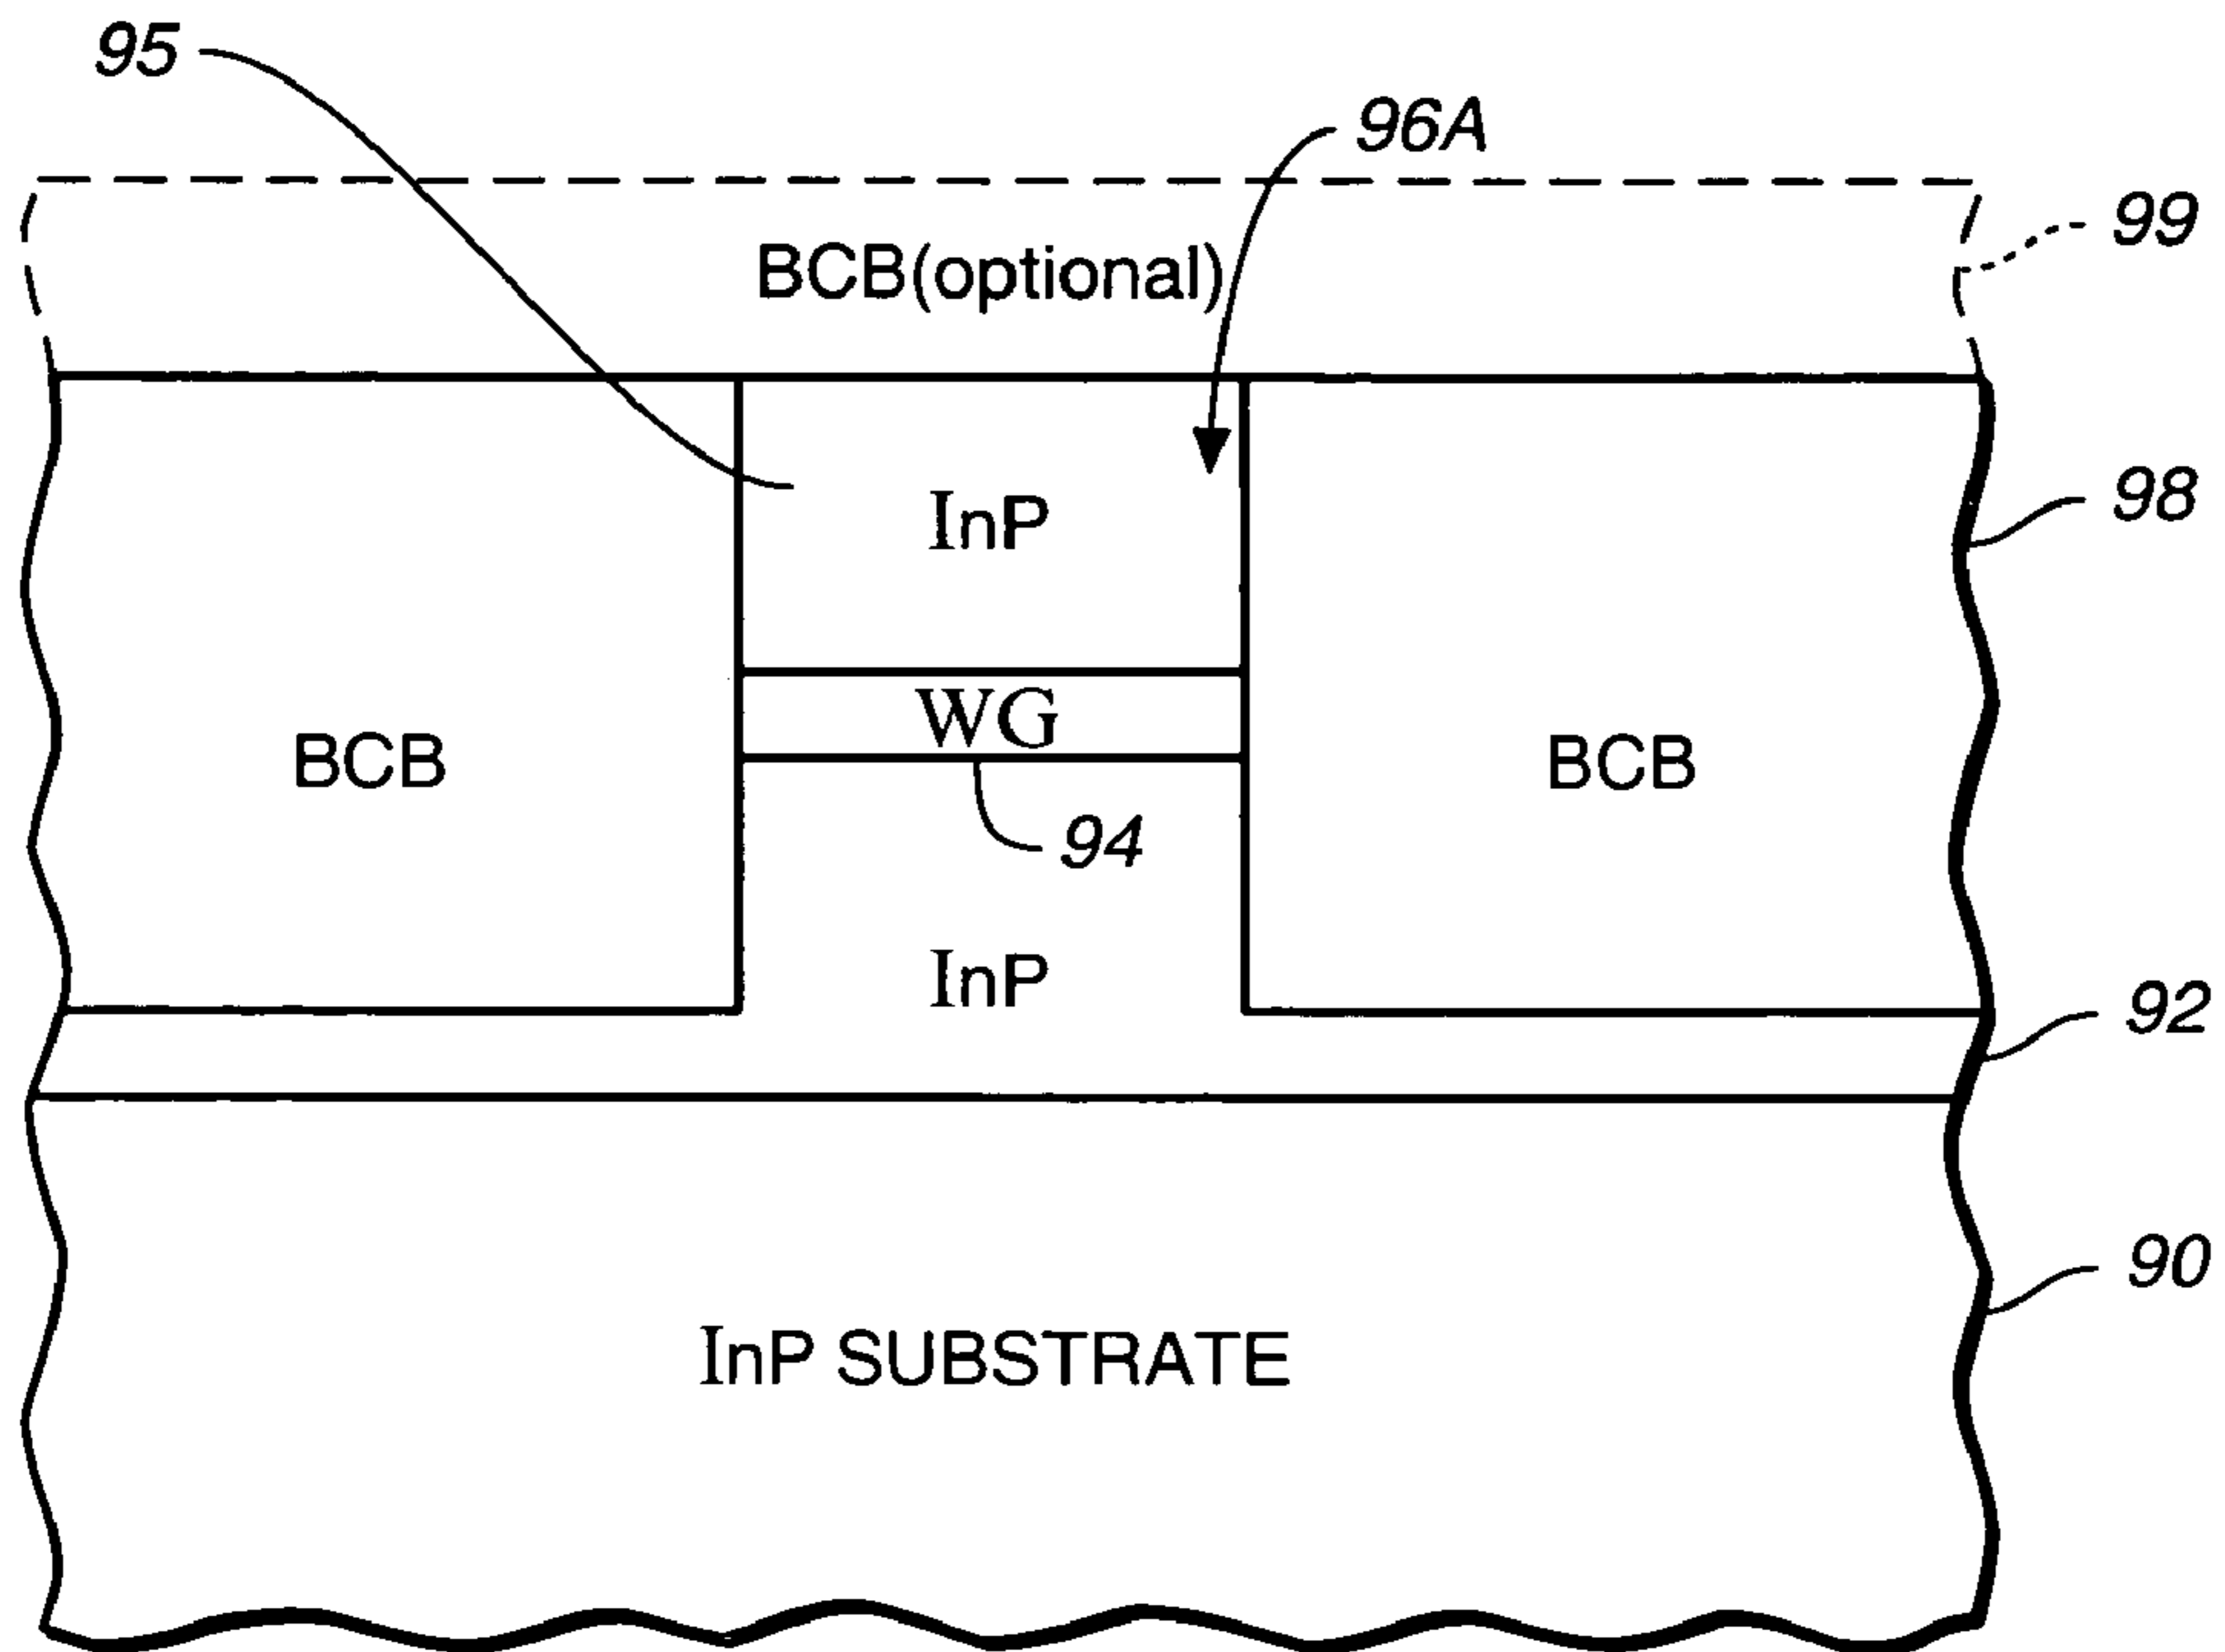 95
96A
99
BCB(optional)
98
InP
WG
BCB
BCB
94
InP
92
90
InP SUBSTRATE